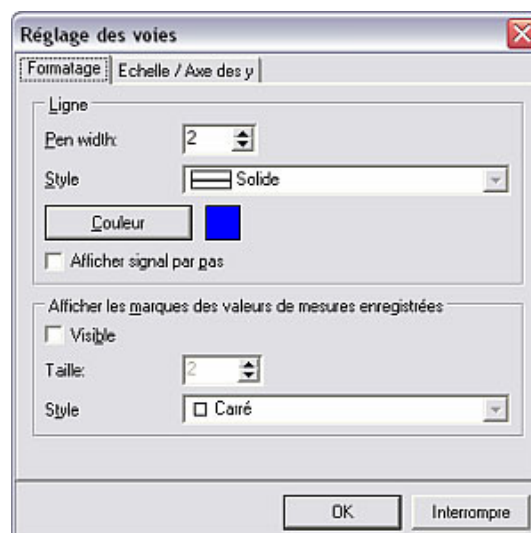 Réglage des voies
Formatage Echelle / Axe des y
Ligne
Pen width: 2
Style Solide
Couleur
Afficher signal par pas
Afficher les marques des valeurs de mesures enregistrées
Visible
Taille: 2
Style Carré
OK Interrompre